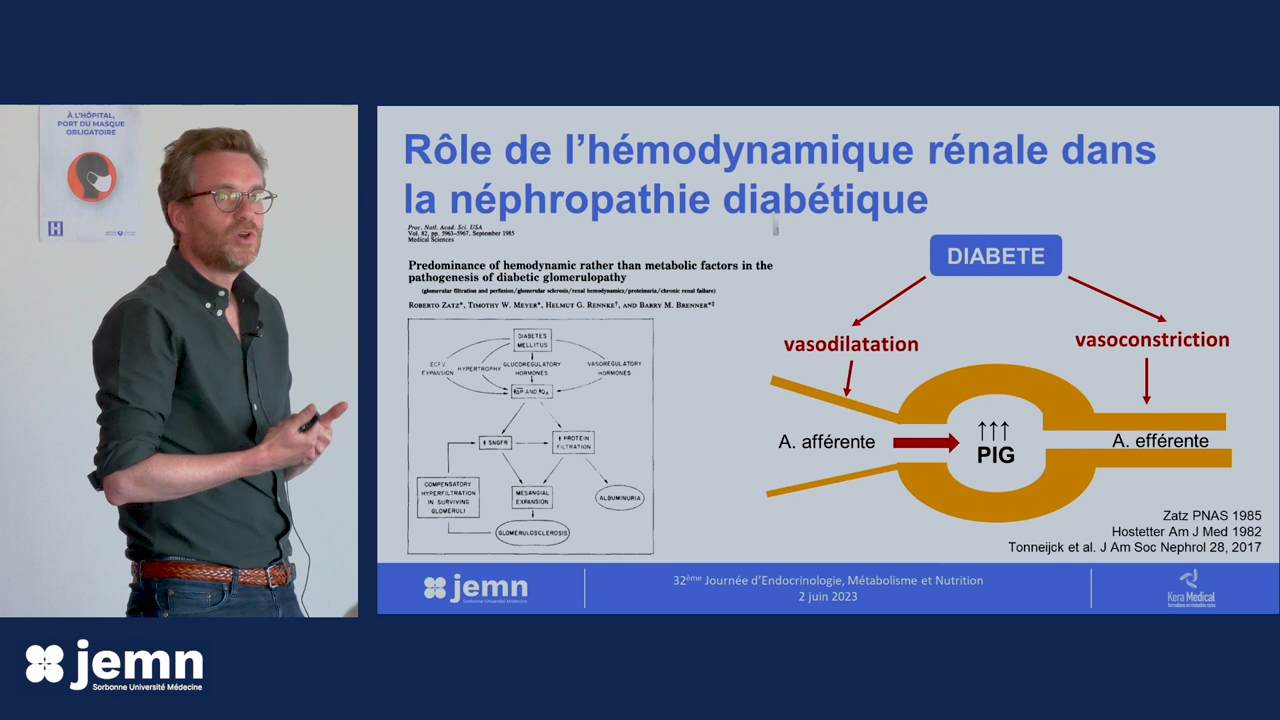 À L'HÔPITAL,
PORT DU MASQUE
OBLIGATOIRE
H
Rôle de l'hémodynamique rénale dans
la néphropathie diabétique
Proc. Natl. Acad. Sci. USA
Vol. 82, pp. 5963–5967, September 1985
Medical Sciences
Predominance of hemodynamic rather than metabolic factors in the
pathogenesis of diabetic glomerulopathy
(glomerular filtration and perfusion/glomerular sclerosis/renal hemodynamics/proteinuria/chronic renal failure)
ROBERTO ZATZ*, TIMOTHY W. MEYER*, HELMUT G. RENNKE†, AND BARRY M. BRENNER*‡
DIABETES
MELLITUS
ECFV
EXPANSION
HYPERTROPHY
GLUCOREGULATORY
HORMONES
VASOREGULATORY
HORMONES
SNGFR
PROTEIN
FILTRATION
COMPENSATORY
HYPERFILTRATION
IN SURVIVING
GLOMERULI
MESANGIAL
EXPANSION
ALBUMINURIA
GLOMERULOSCLEROSIS
DIABETE
vasodilatation
vasoconstriction
A. afférente
↑↑↑
PIG
A. efférente
Zatz PNAS 1985
Hostetter Am J Med 1982
Tonneijck et al. J Am Soc Nephrol 28, 2017
jemn
Sorbonne Université Médecine
32ème Journée d'Endocrinologie, Métabolisme et Nutrition
2 juin 2023
Kera Medical
formations en maladies rares
jemn
Sorbonne Université Médecine